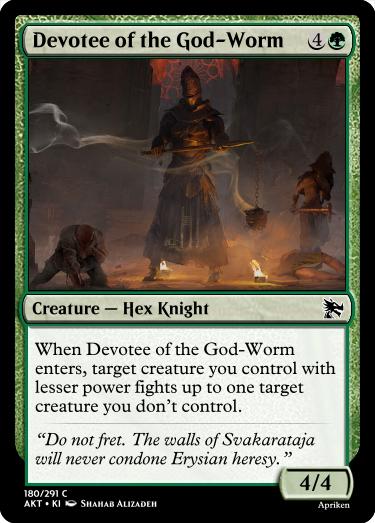 Devotee of the God-Worm 4
Creature — Hex Knight
When Devotee of the God-Worm
enters, target creature you control with
lesser power fights up to one target
creature you don't control.
“Do not fret. The walls of Svakarataja
will never condone Erysian heresy.”
4/4
180/291 C
AKT • KI Shahab Alizadeh
Apriken